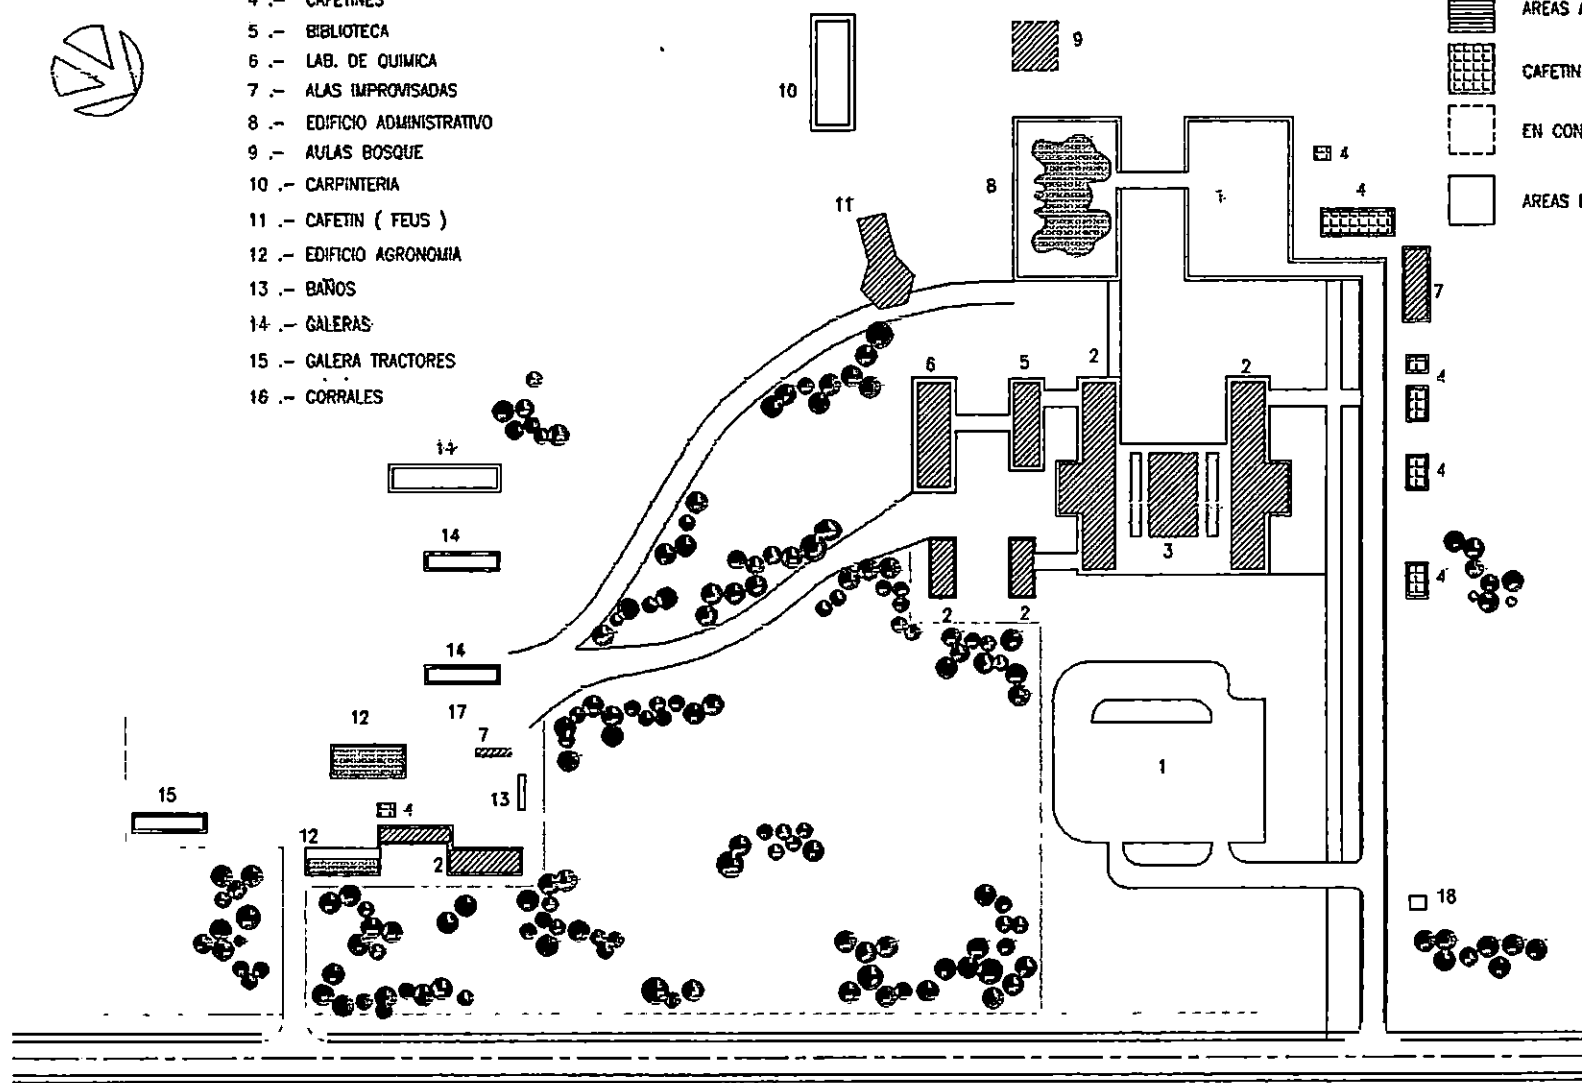 4 .- CAFETINES
5 .- BIBLIOTECA
6 .- LAB. DE QUIMICA
7 .- ALAS IMPROVISADAS
8 .- EDIFICIO ADMINISTRATIVO
9 .- AULAS BOSQUE
10 .- CARPINTERIA
11 .- CAFETIN ( FEUS )
12 .- EDIFICIO AGRONOMIA
13 .- BAÑOS
14 .- GALERAS
15 .- GALERA TRACTORES
16 .- CORRALES
AREAS
CAFETIN
EN CON
AREAS
9
10
4
8
4
11
7
6
5
2
2
4
14
4
14
3
4
2
2
14
12
17
7
1
15
13
4
12
2
18